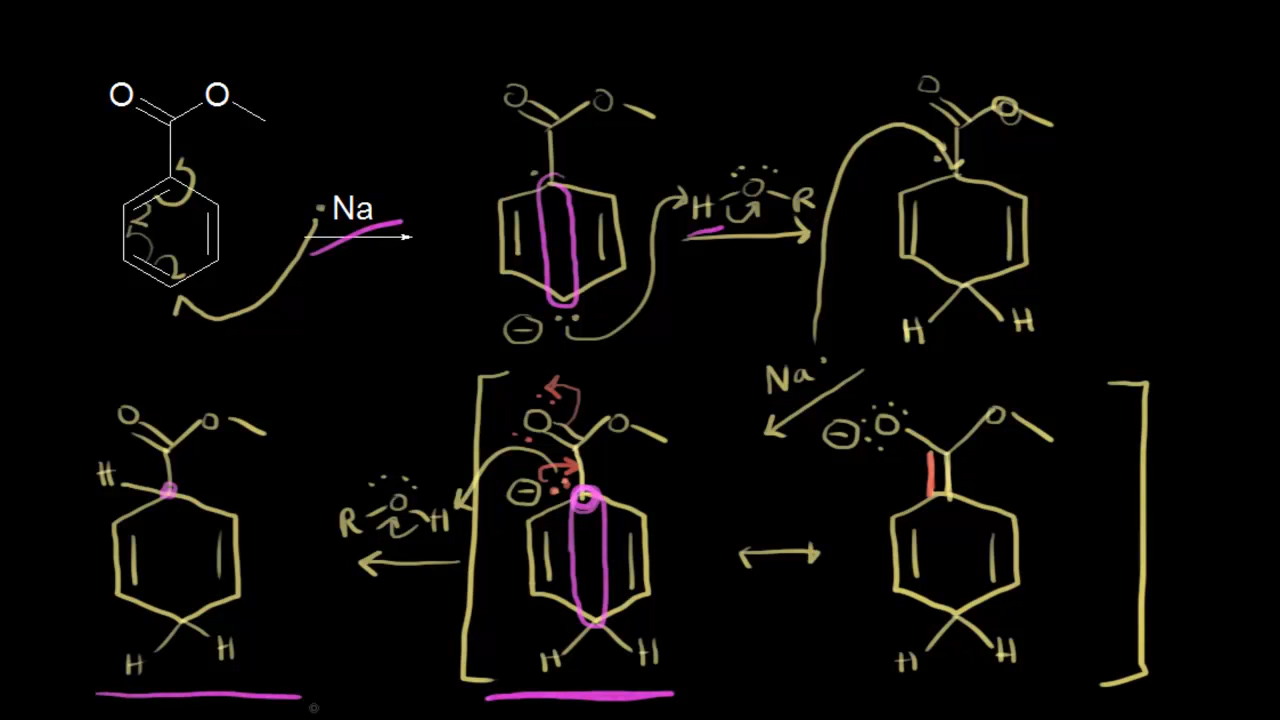 O O O O O O
Na H O R
H H
Na
O O O O O O
H R O H
H H H H H H
©